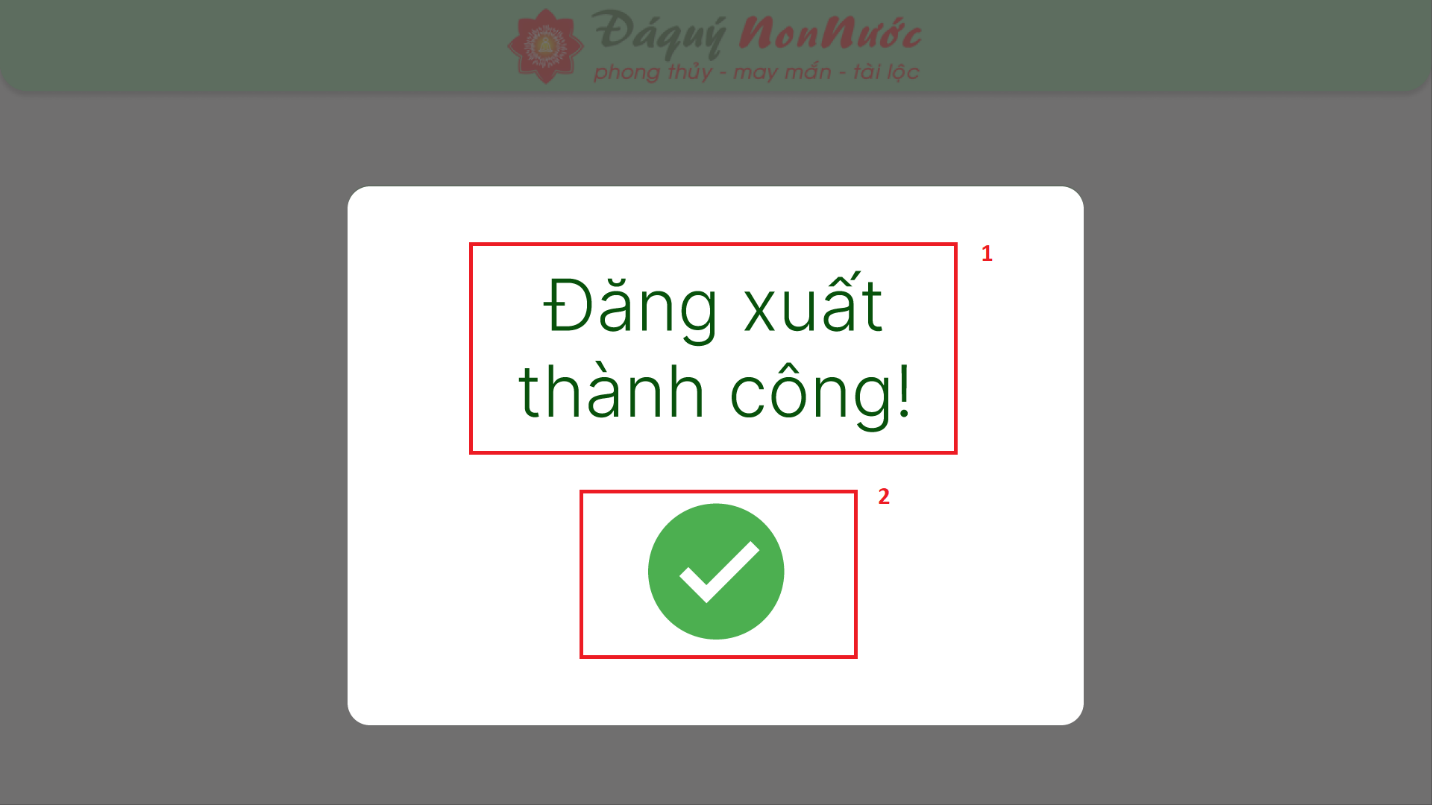 Đáquý NonNước
phong thủy - may mắn - tài lộc
1
Đăng xuất
thành công!
2